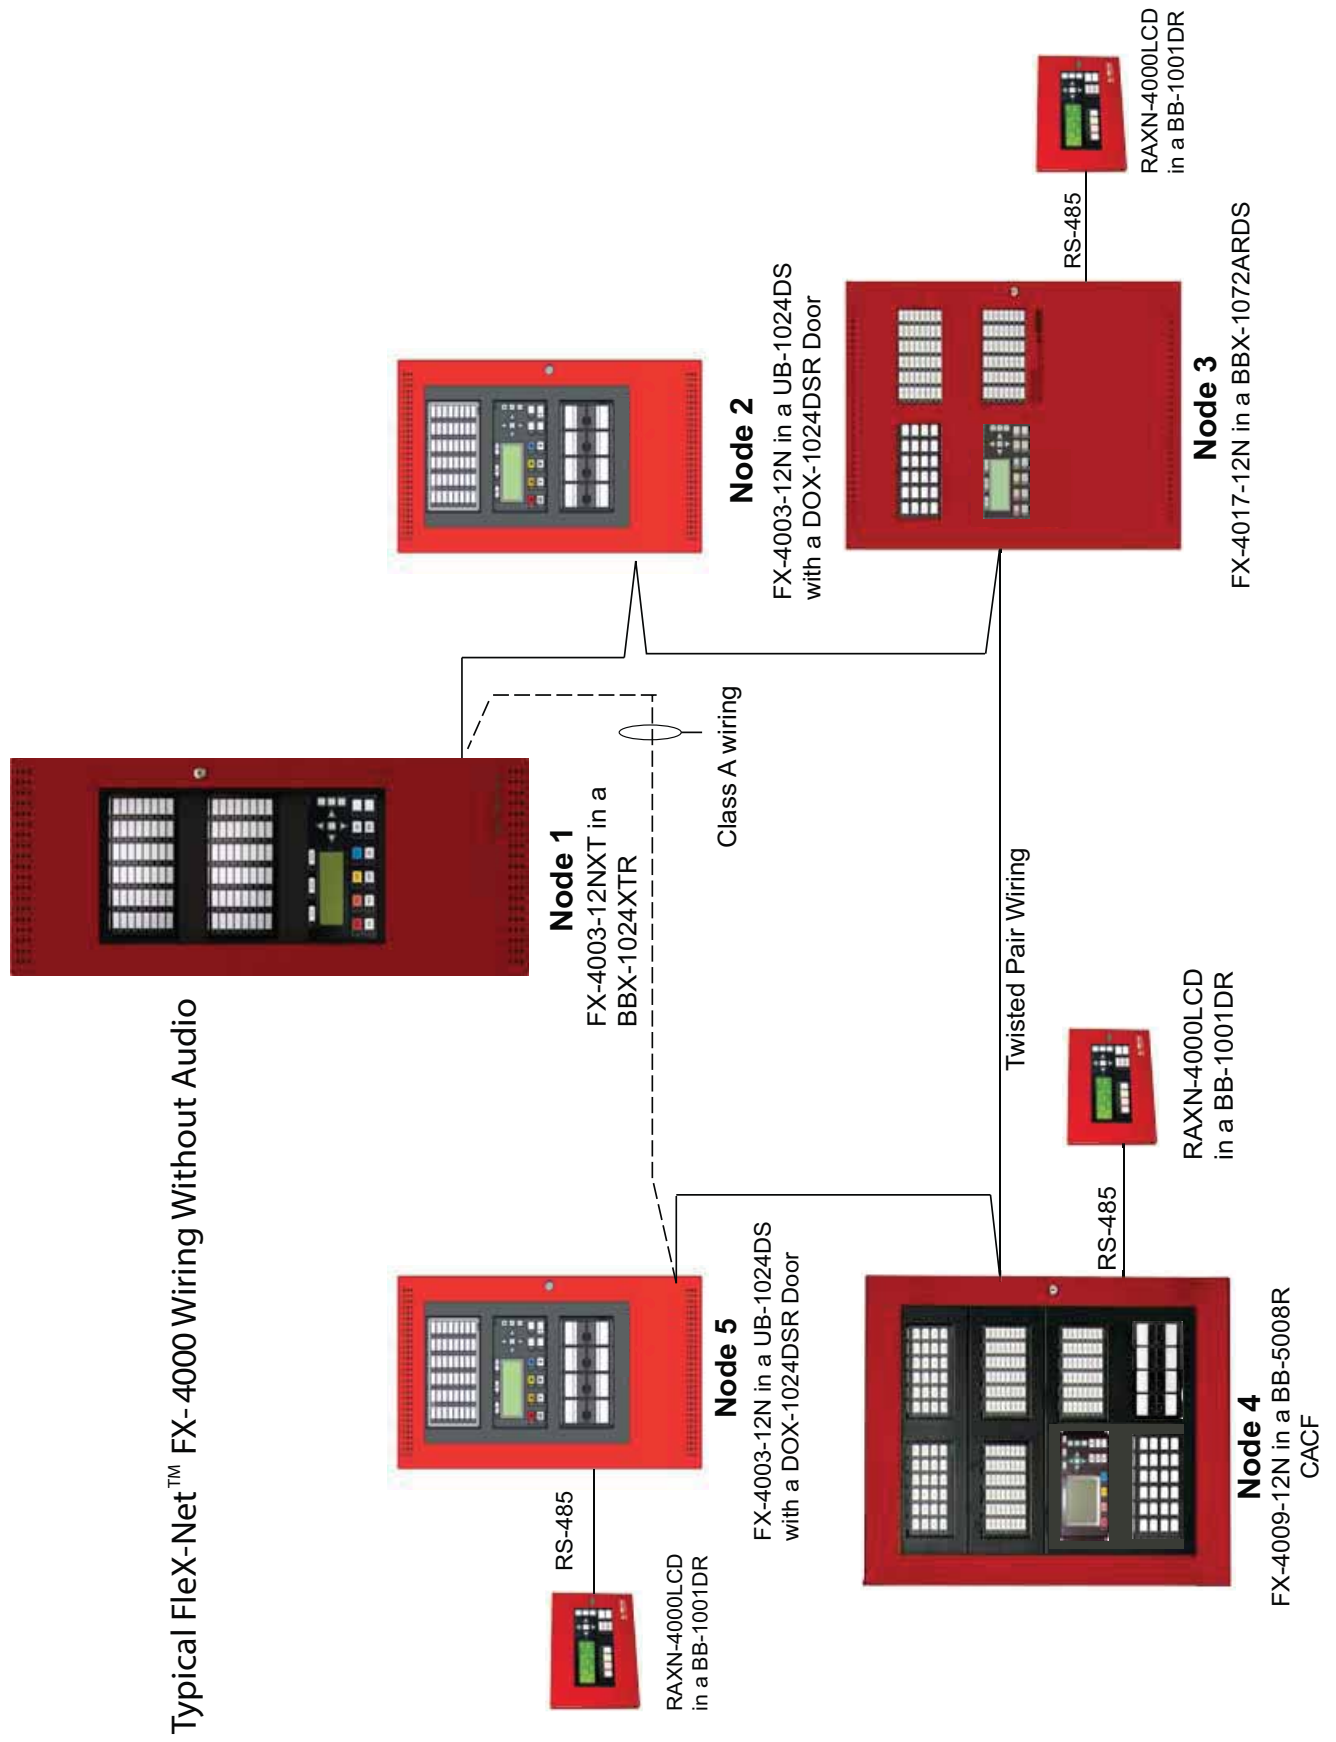 Typical FleX-Net™ FX-4000 Wiring Without Audio
Node 1
FX-4003-12NXT in a
BBX-1024XTR
Class A wiring
Node 2
FX-4003-12N in a UB-1024DS
with a DOX-1024DSR Door
Node 5
FX-4003-12N in a UB-1024DS
with a DOX-1024DSR Door
RS-485
RAXN-4000LCD
in a BB-1001DR
Twisted Pair Wiring
Node 4
FX-4009-12N in a BB-5008R
CACF
RS-485
RAXN-4000LCD
in a BB-1001DR
Node 3
FX-4017-12N in a BBX-1072ARDS
RS-485
RAXN-4000LCD
in a BB-1001DR